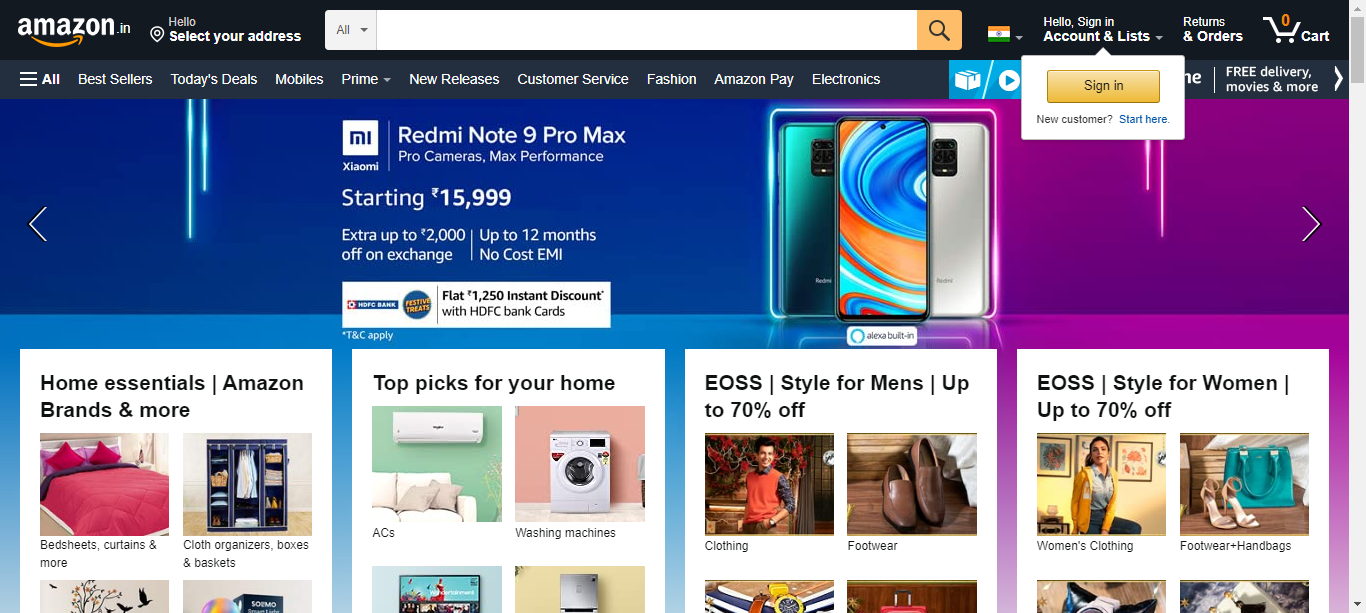 amazon.in
Hello
Select your address
All
Hello, Sign in
Account & Lists
Returns
& Orders
0
Cart
All
Best Sellers
Today's Deals
Mobiles
Prime
New Releases
Customer Service
Fashion
Amazon Pay
Electronics
FREE delivery,
movies & more
Sign in
New customer? Start here.
mi
Xiaomi
Redmi Note 9 Pro Max
Pro Cameras, Max Performance
Starting ₹15,999
Extra up to ₹2,000
off on exchange
Up to 12 months
No Cost EMI
HDFC BANK
FESTIVE
TREATS
Flat ₹1,250 Instant Discount*
with HDFC bank Cards
*T&C apply
Redmi
Redmi
alexa built-in
Home essentials | Amazon
Brands & more
Bedsheets, curtains &
more
Cloth organizers, boxes
& baskets
SOLIMO
Top picks for your home
ACs
Washing machines
EOSS | Style for Mens | Up
to 70% off
Clothing
Footwear
EOSS | Style for Women |
Up to 70% off
Women's Clothing
Footwear+Handbags